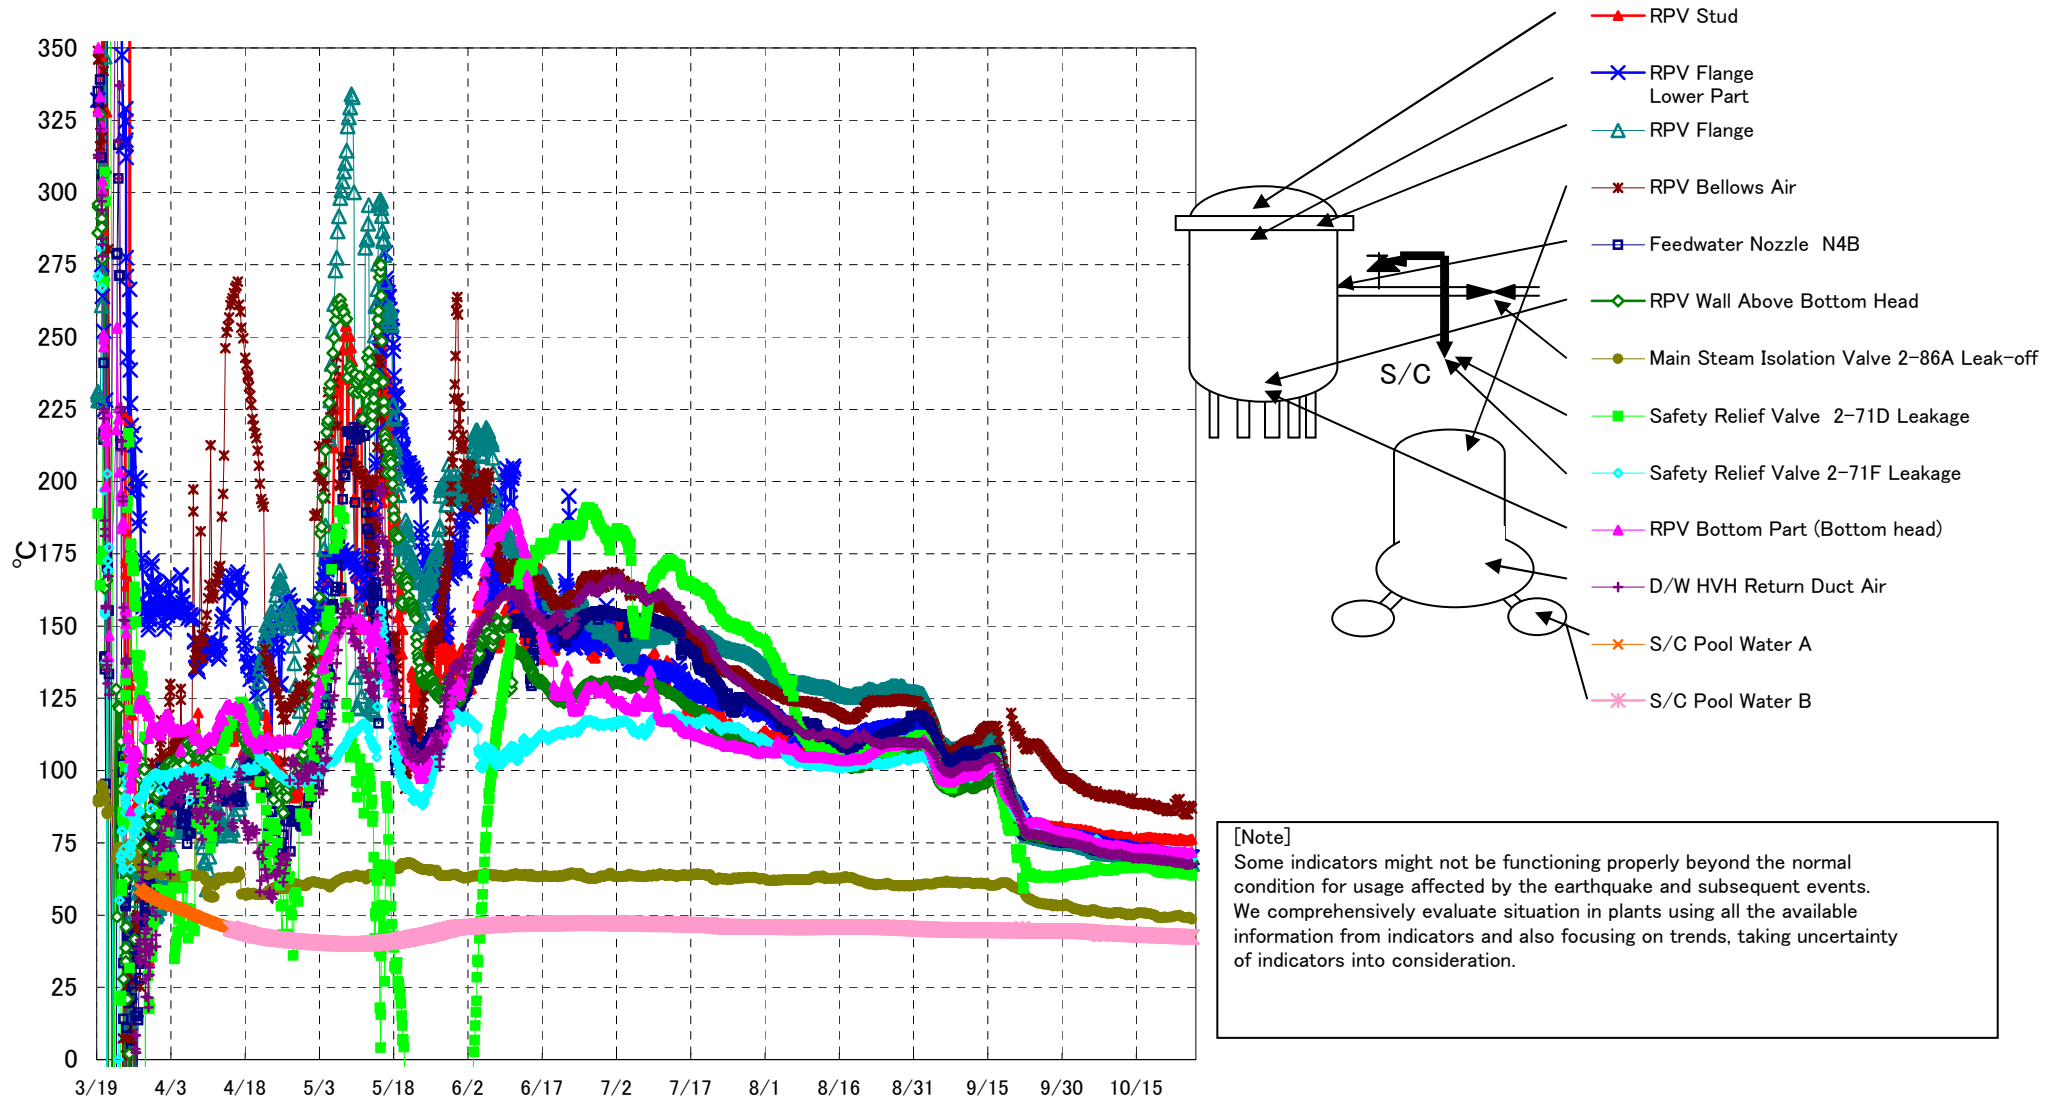 350
325
300
275
250
225
200
175
150
125
100
75
50
25
0
℃
3/19 4/3 4/18 5/3 5/18 6/2 6/17 7/2 7/17 8/1 8/16 8/31 9/15 9/30 10/15
RPV Stud
RPV Flange
Lower Part
RPV Flange
RPV Bellows Air
Feedwater Nozzle N4B
RPV Wall Above Bottom Head
Main Steam Isolation Valve 2-86A Leak-off
Safety Relief Valve 2-71D Leakage
Safety Relief Valve 2-71F Leakage
RPV Bottom Part (Bottom head)
D/W HVH Return Duct Air
S/C Pool Water A
S/C Pool Water B
S/C
[Note]
Some indicators might not be functioning properly beyond the normal
condition for usage affected by the earthquake and subsequent events.
We comprehensively evaluate situation in plants using all the available
information from indicators and also focusing on trends, taking uncertainty
of indicators into consideration.